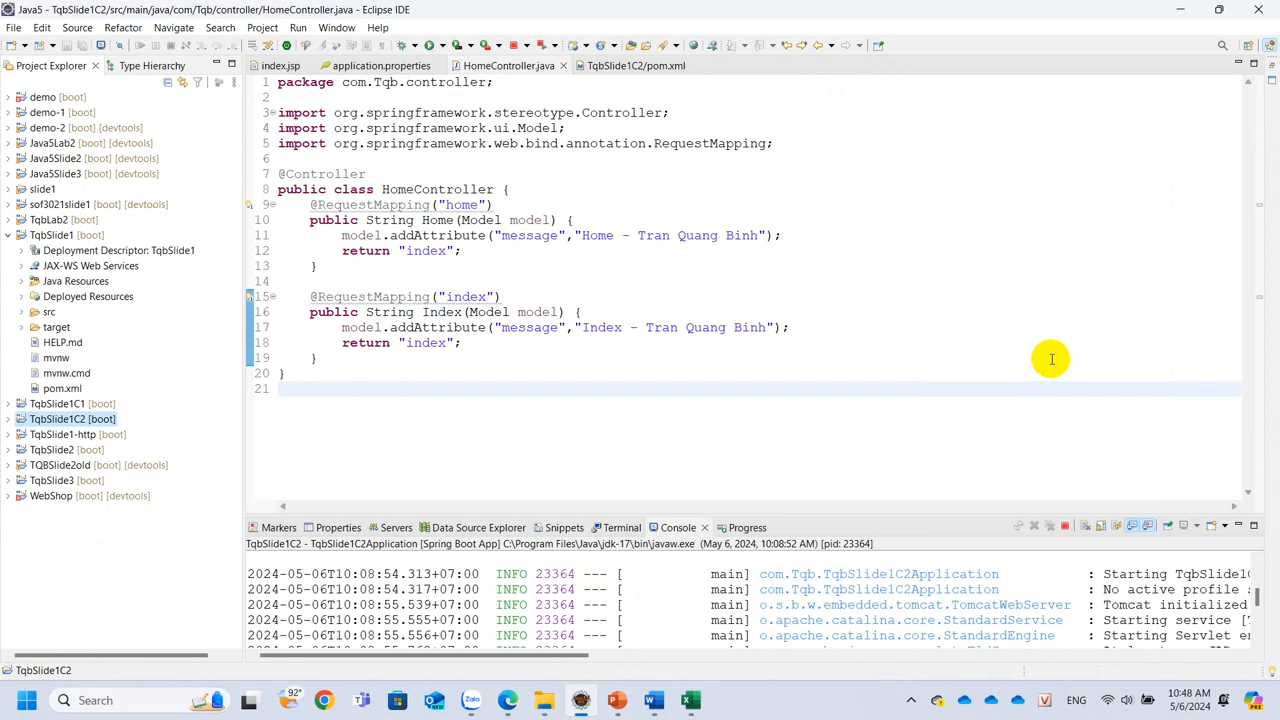 Java5 - TqbSlide1C2/src/main/java/com/Tqb/controller/HomeController.java - Eclipse IDE
File Edit Source Refactor Navigate Search Project Run Window Help
Project Explorer Type Hierarchy
demo [boot]
demo-1 [boot]
demo-2 [boot] [devtools]
Java5Lab2 [boot]
Java5Slide2 [boot] [devtools]
Java5Slide3 [boot] [devtools]
slide1
sof3021slide1 [boot] [devtools]
TqbLab2 [boot]
TqbSlide1 [boot]
Deployment Descriptor: TqbSlide1
JAX-WS Web Services
Java Resources
Deployed Resources
src
target
HELP.md
mvnw
mvnw.cmd
pom.xml
TqbSlide1C1 [boot]
TqbSlide1C2 [boot]
TqbSlide1-http [boot]
TqbSlide2 [boot]
TQBSlide2old [boot] [devtools]
TqbSlide3 [boot]
WebShop [boot] [devtools]
index.jsp application.properties HomeController.java TqbSlide1C2/pom.xml
1 package com.Tqb.controller;
2
3 import org.springframework.stereotype.Controller;
4 import org.springframework.ui.Model;
5 import org.springframework.web.bind.annotation.RequestMapping;
6
7 @Controller
8 public class HomeController {
9 @RequestMapping("home")
10 public String Home(Model model) {
11 model.addAttribute("message","Home - Tran Quang Binh");
12 return "index";
13 }
14
15 @RequestMapping("index")
16 public String Index(Model model) {
17 model.addAttribute("message","Index - Tran Quang Binh");
18 return "index";
19 }
20 }
21
Markers Properties Servers Data Source Explorer Snippets Terminal Console Progress
TqbSlide1C2 - TqbSlide1C2Application [Spring Boot App] C:\Program Files\Java\jdk-17\bin\javaw.exe (May 6, 2024, 10:08:52 AM) [pid: 23364]
2024-05-06T10:08:54.313+07:00 INFO 23364 --- [ main] com.Tqb.TqbSlide1C2Application : Starting TqbSlide1C
2024-05-06T10:08:54.317+07:00 INFO 23364 --- [ main] com.Tqb.TqbSlide1C2Application : No active profile
2024-05-06T10:08:55.539+07:00 INFO 23364 --- [ main] o.s.b.w.embedded.tomcat.TomcatWebServer : Tomcat initialized
2024-05-06T10:08:55.555+07:00 INFO 23364 --- [ main] o.apache.catalina.core.StandardService : Starting service [
2024-05-06T10:08:55.556+07:00 INFO 23364 --- [ main] o.apache.catalina.core.StandardEngine : Starting Servlet
TqbSlide1C2
Search 92° Zalo ENG 10:48 AM
5/6/2024